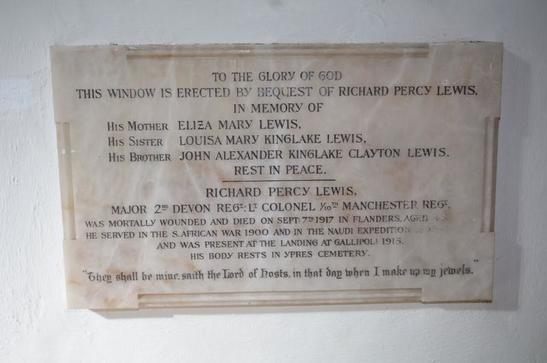 TO THE GLORY OF GOD
THIS WINDOW IS ERECTED BY BEQUEST OF RICHARD PERCY LEWIS,
IN MEMORY OF
HIS MOTHER ELIZA MARY LEWIS,
HIS SISTER LOUISA MARY KINGLAKE LEWIS,
HIS BROTHER JOHN ALEXANDER KINGLAKE CLAYTON LEWIS.
REST IN PEACE.
RICHARD PERCY LEWIS,
MAJOR 2ND DEVON REGT: LT COLONEL 1/10TH MANCHESTER REGT,
WAS MORTALLY WOUNDED AND DIED ON SEPT: 7TH 1917 IN FLANDERS, AGED
HE SERVED IN THE S. AFRICAN WAR 1900 AND IN THE NAUDI EXPEDITION
AND WAS PRESENT AT THE LANDING AT GALLIPOLI 1915.
HIS BODY RESTS IN YPRES CEMETERY.
"They shall be mine, saith the Lord of Hosts, in that day when I make up my jewels."